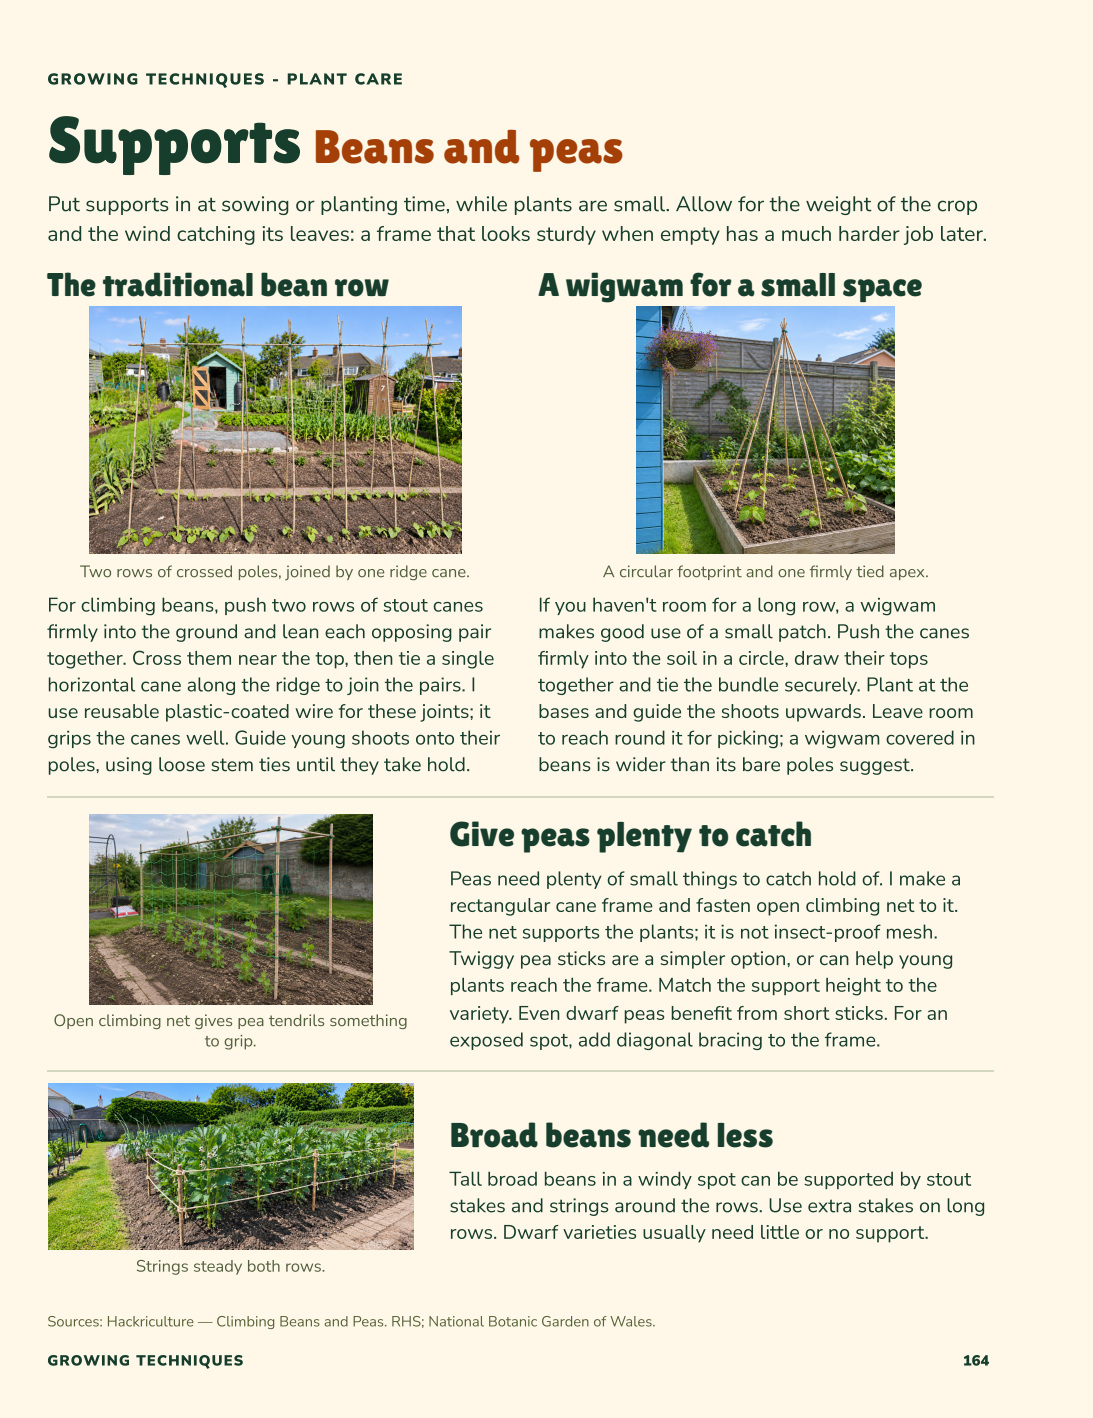 GROWING TECHNIQUES - PLANT CARE
Supports Beans and peas
Put supports in at sowing or planting time, while plants are small. Allow for the weight of the crop
and the wind catching its leaves: a frame that looks sturdy when empty has a much harder job later.
The traditional bean row
Two rows of crossed poles, joined by one ridge cane.
For climbing beans, push two rows of stout canes
firmly into the ground and lean each opposing pair
together. Cross them near the top, then tie a single
horizontal cane along the ridge to join the pairs. I
use reusable plastic-coated wire for these joints; it
grips the canes well. Guide young shoots onto their
poles, using loose stem ties until they take hold.
A wigwam for a small space
A circular footprint and one firmly tied apex.
If you haven't room for a long row, a wigwam
makes good use of a small patch. Push the canes
firmly into the soil in a circle, draw their tops
together and tie the bundle securely. Plant at the
bases and guide the shoots upwards. Leave room
to reach round it for picking; a wigwam covered in
beans is wider than its bare poles suggest.
Open climbing net gives pea tendrils something
to grip.
Give peas plenty to catch
Peas need plenty of small things to catch hold of. I make a
rectangular cane frame and fasten open climbing net to it.
The net supports the plants; it is not insect-proof mesh.
Twiggy pea sticks are a simpler option, or can help young
plants reach the frame. Match the support height to the
variety. Even dwarf peas benefit from short sticks. For an
exposed spot, add diagonal bracing to the frame.
Strings steady both rows.
Broad beans need less
Tall broad beans in a windy spot can be supported by stout
stakes and strings around the rows. Use extra stakes on long
rows. Dwarf varieties usually need little or no support.
Sources: Hackriculture — Climbing Beans and Peas. RHS; National Botanic Garden of Wales.
GROWING TECHNIQUES
164